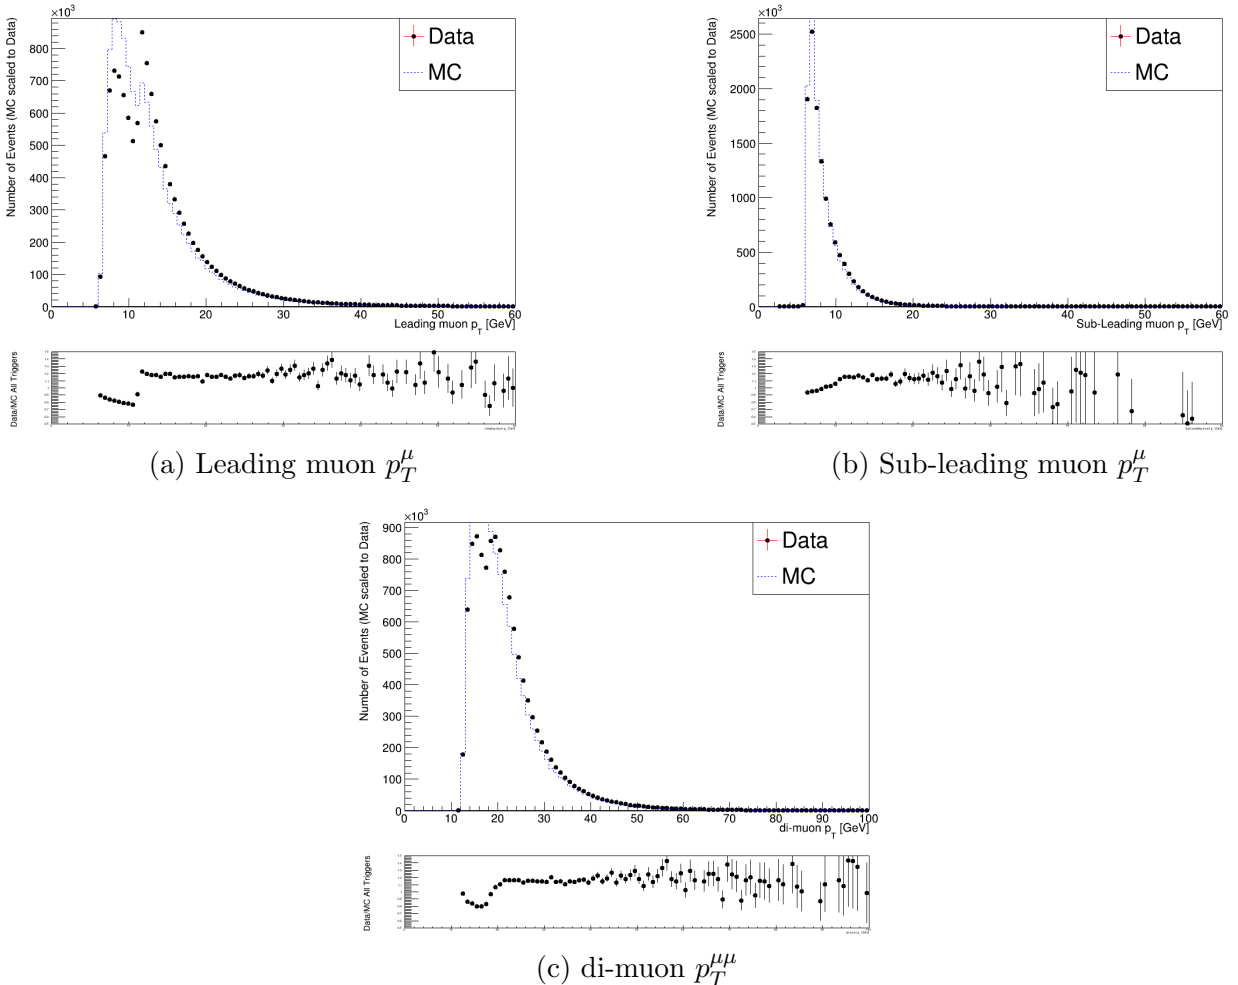 ×10³
Number of Events (MC scaled to Data)
800
700
600
500
400
300
200
100
0
0 10 20 30 40 50 60
Leading muon p_T [GeV]
Data
MC
Data/MC All Triggers
(a) Leading muon p_T^μ
×10³
Number of Events (MC scaled to Data)
2500
2000
1500
1000
500
0
0 10 20 30 40 50 60
Sub-Leading muon p_T [GeV]
Data
MC
Data/MC All Triggers
(b) Sub-leading muon p_T^μ
×10³
Number of Events (MC scaled to Data)
900
800
700
600
500
400
300
200
100
0
0 10 20 30 40 50 60 70 80 90 100
di-muon p_T [GeV]
Data
MC
Data/MC All Triggers
(c) di-muon p_T^μμ